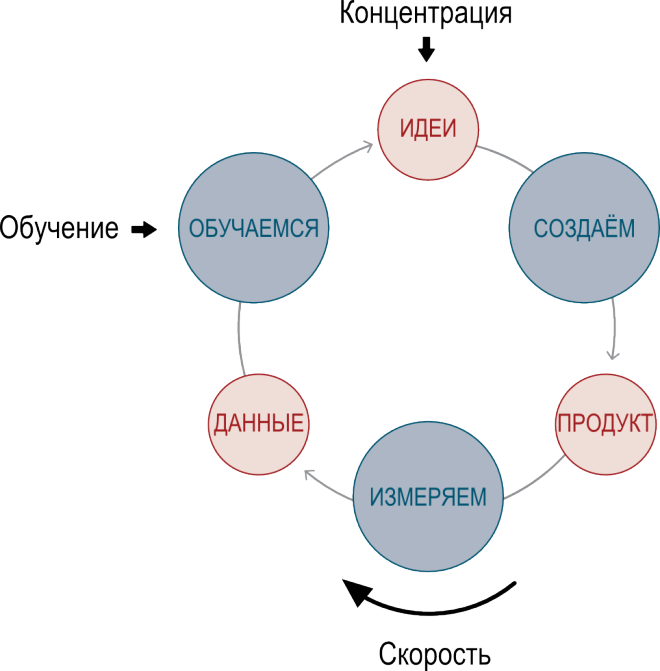 Концентрация
ИДЕИ
Обучение
ОБУЧАЕМСЯ
СОЗДАЁМ
ДАННЫЕ
ПРОДУКТ
ИЗМЕРЯЕМ
Скорость